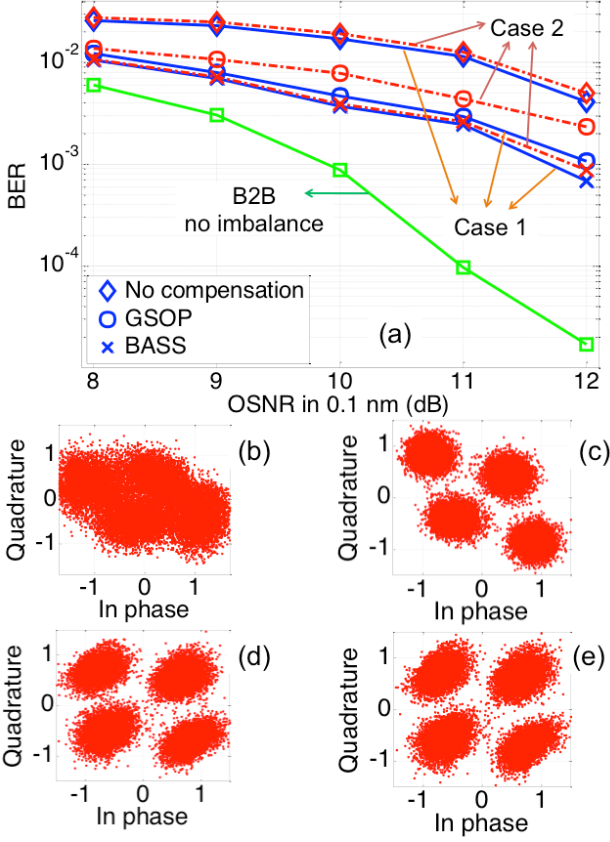 10⁻²
10⁻³
10⁻⁴
BER
Case 2
B2B
no imbalance
Case 1
No compensation
GSOP
BASS
(a)
8 9 10 11 12
OSNR in 0.1 nm (dB)
(b)
Quadrature
1
0
-1
-1 0 1
In phase
(c)
Quadrature
1
0
-1
-1 0 1
In phase
(d)
Quadrature
1
0
-1
-1 0 1
In phase
(e)
Quadrature
1
0
-1
-1 0 1
In phase